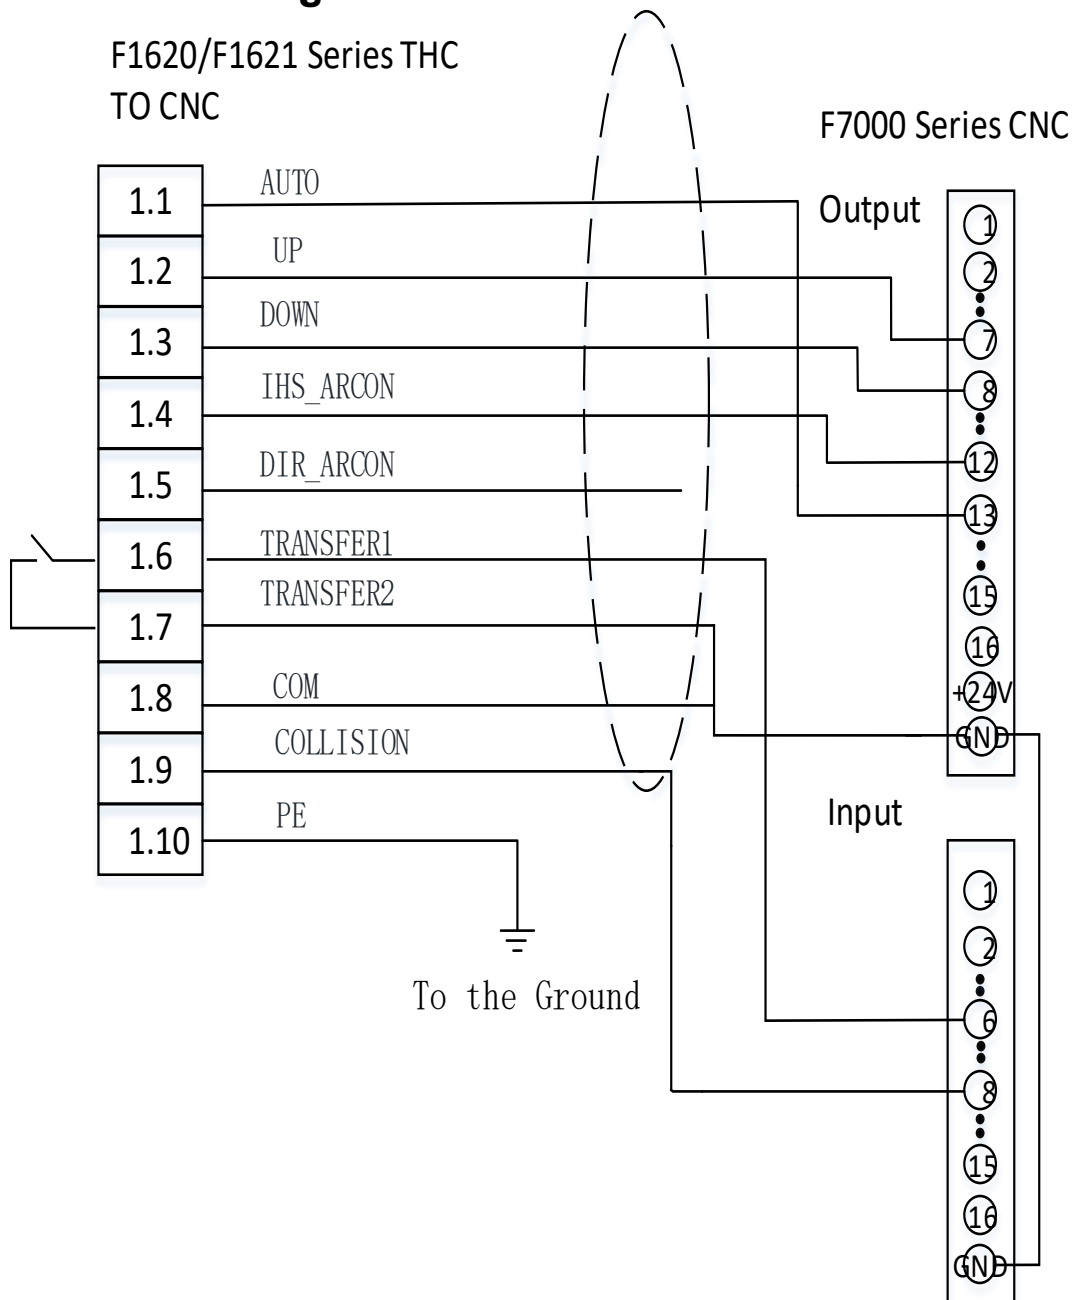 F1620/F1621 Series THC
TO CNC
F7000 Series CNC
1.1
AUTO
1.2
UP
1.3
DOWN
1.4
IHS_ARCON
1.5
DIR_ARCON
1.6
TRANSFER1
1.7
TRANSFER2
1.8
COM
1.9
COLLISION
1.10
PE
To the Ground
Output
1
2
7
8
12
13
15
16
+24V
GND
Input
1
2
6
8
15
16
GND